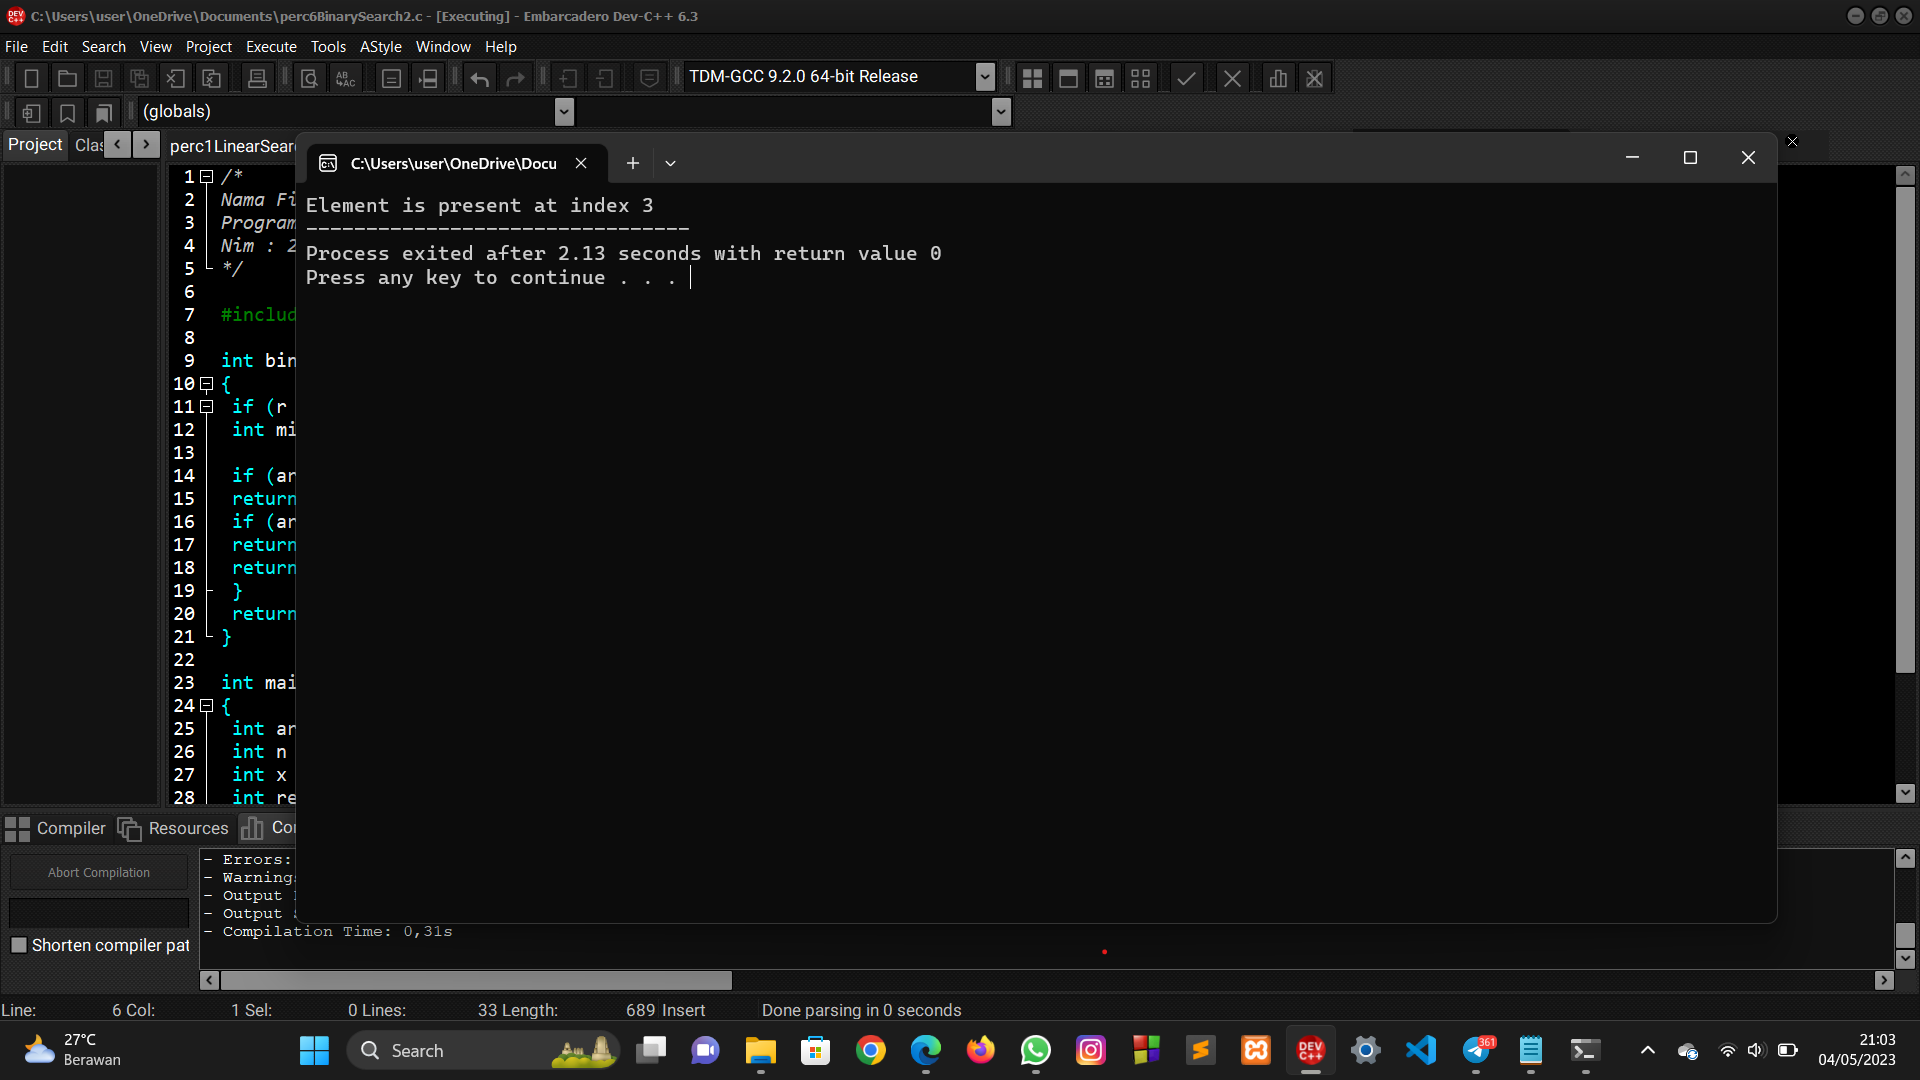 C:\Users\user\OneDrive\Documents\perc6BinarySearch2.c - [Executing] - Embarcadero Dev-C++ 6.3
File Edit Search View Project Execute Tools AStyle Window Help
TDM-GCC 9.2.0 64-bit Release
(globals)
Project Clas perc1LinearSear
C:\Users\user\OneDrive\Docu
Element is present at index 3
--------------------------------
Process exited after 2.13 seconds with return value 0
Press any key to continue . . .
1 /*
2 Nama Fi
3 Program
4 Nim : 2
5 */
6
7 #includ
8
9 int bin
10 {
11 if (r
12 int mi
13
14 if (ar
15 return
16 if (ar
17 return
18 return
19 }
20 return
21 }
22
23 int mai
24 {
25 int ar
26 int n
27 int x
28 int re
Compiler Resources Co
Abort Compilation
Shorten compiler pat
- Errors:
- Warnings
- Output
- Output
- Compilation Time: 0,31s
Line: 6 Col: 1 Sel: 0 Lines: 33 Length: 689 Insert Done parsing in 0 seconds
27°C
Berawan
Search
DEV C++
361
21:03
04/05/2023